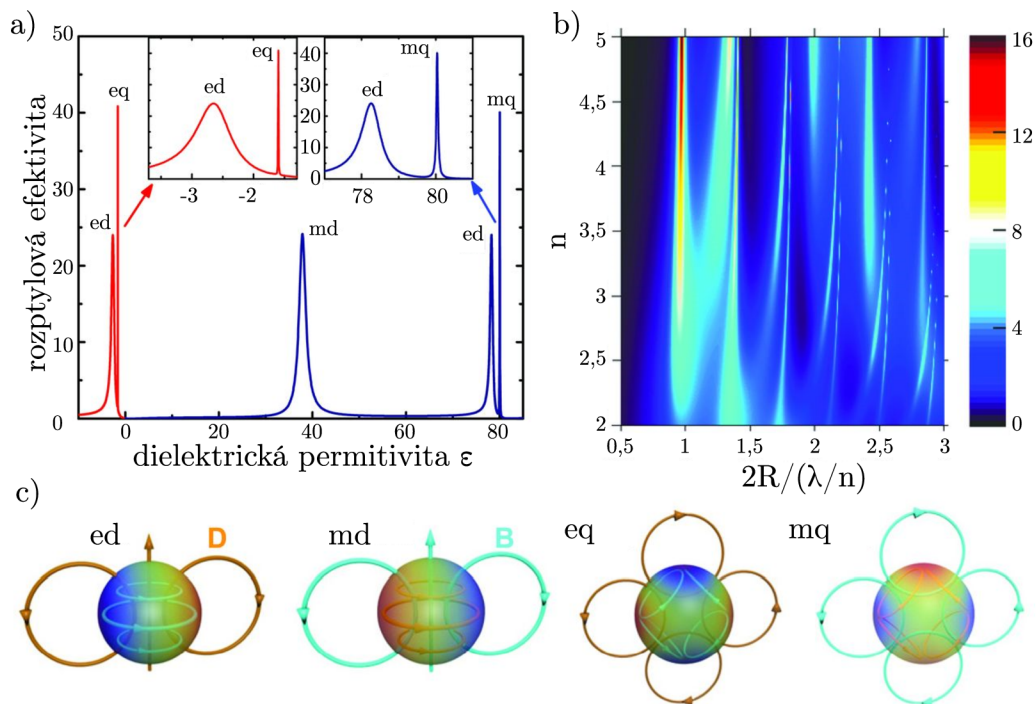 a)
50
40
30
20
10
0
rozptylová efektivita
eq
ed
ed
eq
-3
-2
40
30
20
10
0
ed
mq
78
80
mq
md
ed
0
20
40
60
80
dielektrická permitivita ε
b)
5
4,5
4
3,5
3
2,5
2
n
0,5
1
1,5
2
2,5
3
2R/(λ/n)
16
12
8
4
0
c)
ed
D
md
B
eq
mq